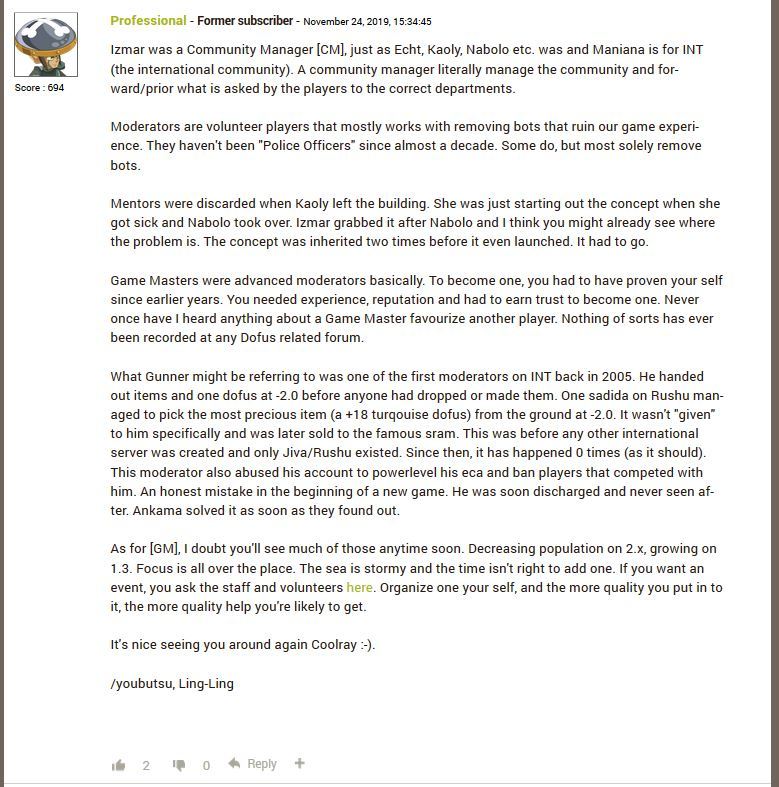 Professional - Former subscriber - November 24, 2019, 15:34:45
Score : 694
Izmar was a Community Manager [CM], just as Echt, Kaoly, Nabolo etc. was and Maniana is for INT
(the international community). A community manager literally manage the community and for-
ward/prior what is asked by the players to the correct departments.
Moderators are volunteer players that mostly works with removing bots that ruin our game experi-
ence. They haven't been "Police Officers" since almost a decade. Some do, but most solely remove
bots.
Mentors were discarded when Kaoly left the building. She was just starting out the concept when she
got sick and Nabolo took over. Izmar grabbed it after Nabolo and I think you might already see where
the problem is. The concept was inherited two times before it even launched. It had to go.
Game Masters were advanced moderators basically. To become one, you had to have proven your self
since earlier years. You needed experience, reputation and had to earn trust to become one. Never
once have I heard anything about a Game Master favourize another player. Nothing of sorts has ever
been recorded at any Dofus related forum.
What Gunner might be referring to was one of the first moderators on INT back in 2005. He handed
out items and one dofus at -2.0 before anyone had dropped or made them. One sadida on Rushu man-
aged to pick the most precious item (a +18 turqouise dofus) from the ground at -2.0. It wasn't "given"
to him specifically and was later sold to the famous sram. This was before any other international
server was created and only Jiva/Rushu existed. Since then, it has happened 0 times (as it should).
This moderator also abused his account to powerlevel his eca and ban players that competed with
him. An honest mistake in the beginning of a new game. He was soon discharged and never seen af-
ter. Ankama solved it as soon as they found out.
As for [GM], I doubt you'll see much of those anytime soon. Decreasing population on 2.x, growing on
1.3. Focus is all over the place. The sea is stormy and the time isn't right to add one. If you want an
event, you ask the staff and volunteers here. Organize one your self, and the more quality you put in to
it, the more quality help you're likely to get.
It's nice seeing you around again Coolray :-).
/youbutsu, Ling-Ling
2 0 Reply +